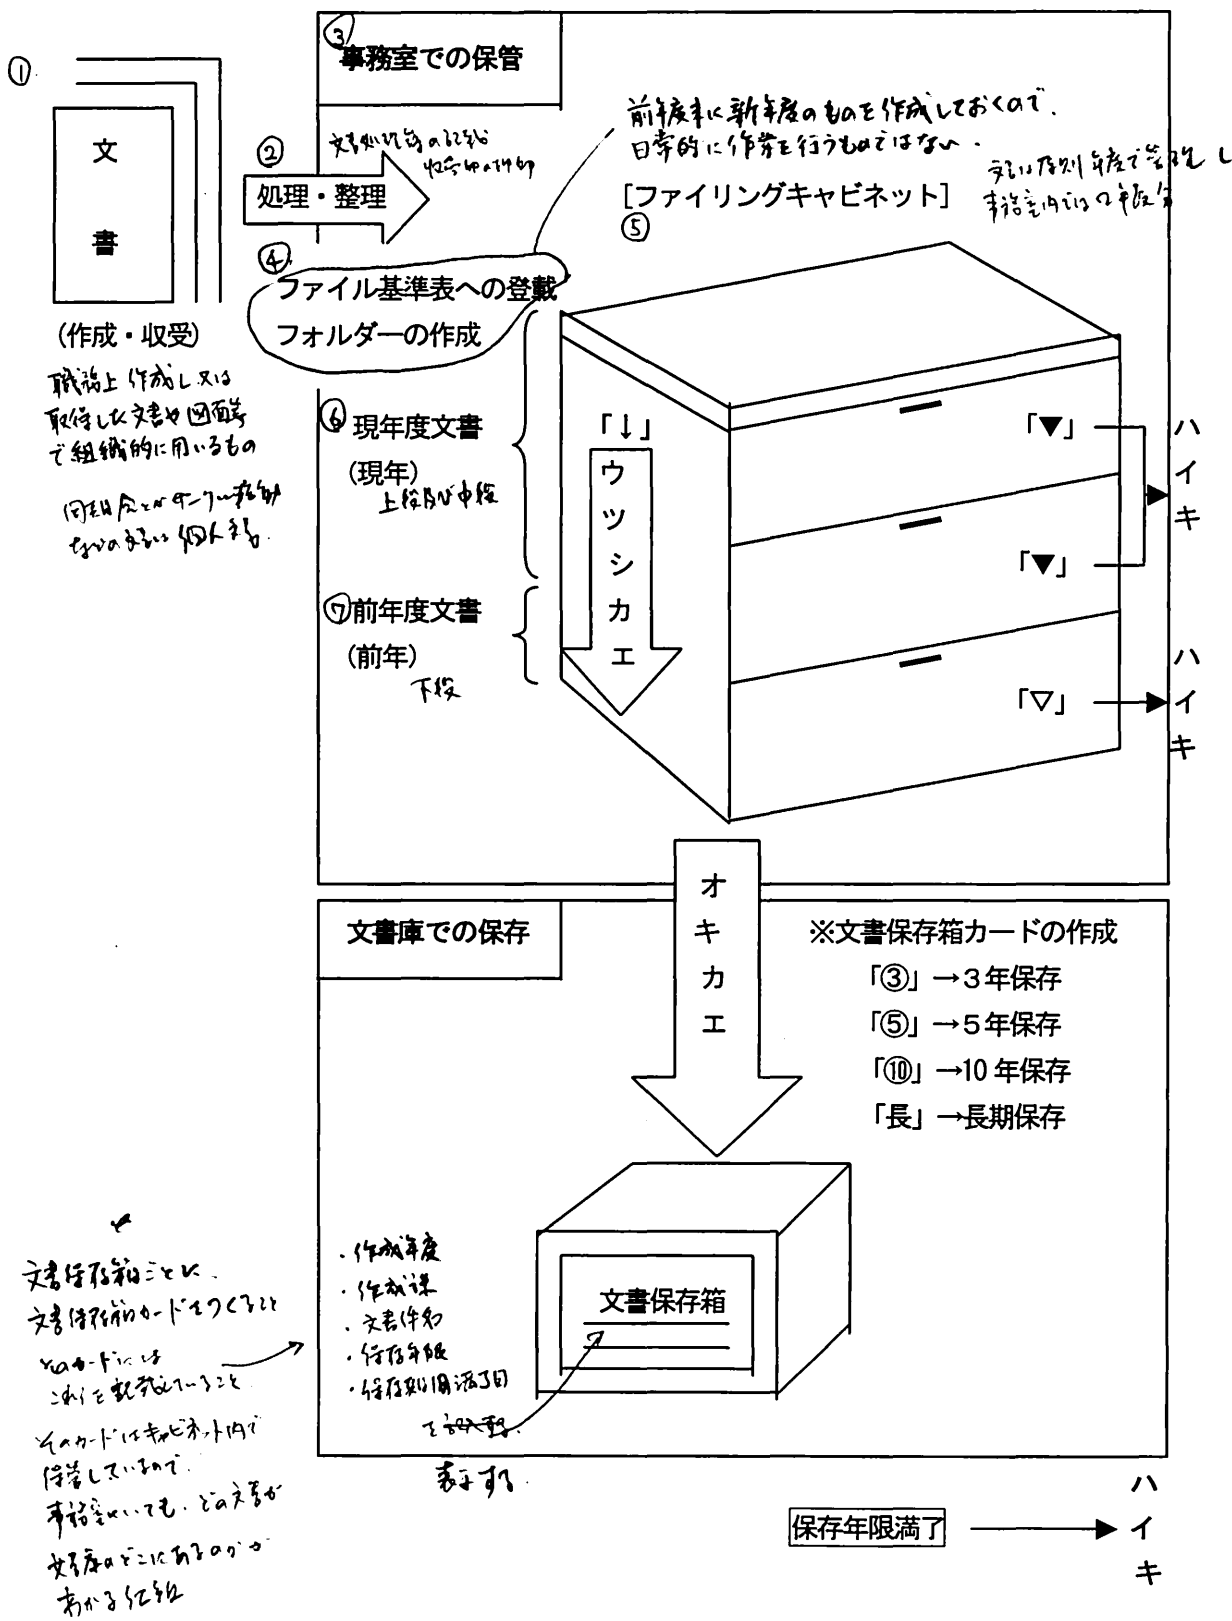 ①
文
書
(作成・収受)
職務上作成し又は
取得した文書や図面等
で組織的に用いるもの
②
処理・整理
③
事務室での保管
前年度末に新年度のものを作成しておくので、
日常的に作業を行うものではない。
[ファイリングキャビネット]
⑤
④
ファイル基準表への登載
フォルダーの作成
⑥現年度文書
(現年)
上段及び中段
⑦前年度文書
(前年)
下段
「↓」
ウツシカエ
「▼」
「▼」
ハイキ
「▽」
ハイキ
オキカエ
文書庫での保存
※文書保存箱カードの作成
「③」→3年保存
「⑤」→5年保存
「⑩」→10年保存
「長」→長期保存
文書保存箱
・作成年度
・作成課
・文書件名
・保存年限
・保存期間満了日
表示する。
文書保存箱ごとに、
文書保存箱カードをつくること
そのカードには
これらを記載していること
そのカードはキャビネット内で
保管しているので、
事務室にいても、どの文書が
文書庫のどこにあるのかが
わかる仕組
保存年限満了
ハイキ